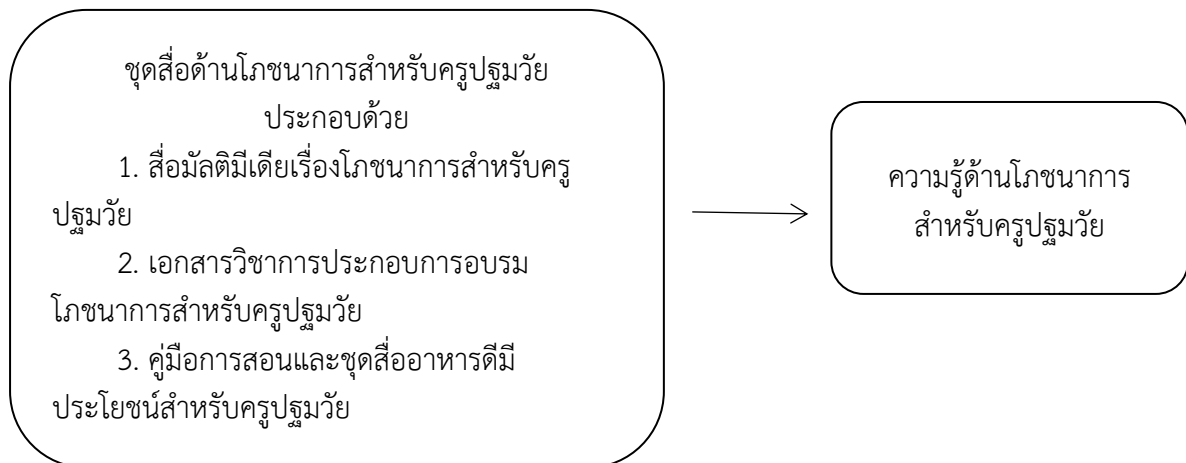 ชุดสื่อด้านโภชนาการสำหรับครูปฐมวัย
ประกอบด้วย
1. สื่อมัลติมีเดียเรื่องโภชนาการสำหรับครู
ปฐมวัย
2. เอกสารวิชาการประกอบการอบรม
โภชนาการสำหรับครูปฐมวัย
3. คู่มือการสอนและชุดสื่ออาหารดีมี
ประโยชน์สำหรับครูปฐมวัย
ความรู้ด้านโภชนาการ
สำหรับครูปฐมวัย